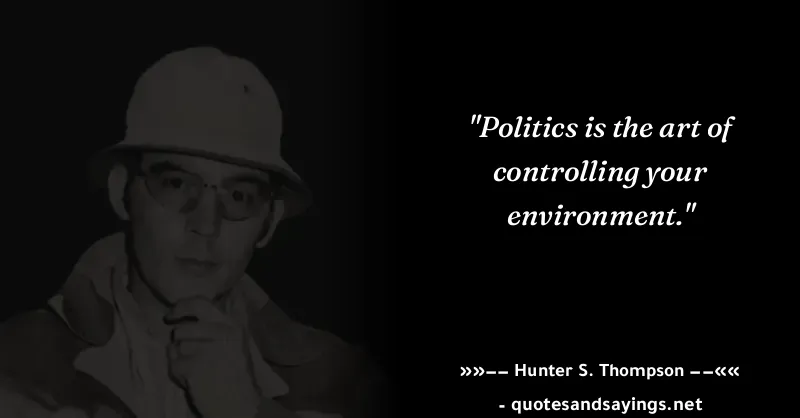 "Politics is the art of
controlling your
environment."
»»–– Hunter S. Thompson ––««
- quotesandsayings.net